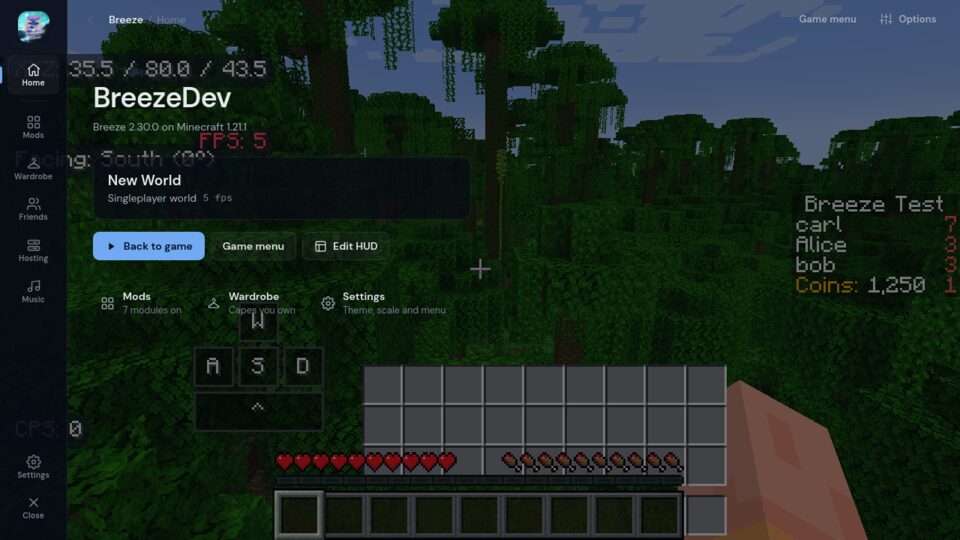 Breeze / Home
Game menu
Options
XYZ: 35.5 / 80.0 / 43.5
Home
BreezeDev
Breeze 2.30.0 on Minecraft 1.21.1
FPS: 5
Mods
Facing: South (0°)
Wardrobe
New World
Singleplayer world 5 fps
Friends
Breeze Test
carl 7
Alice 3
bob 3
Coins: 1,250 1
Hosting
Back to game
Game menu
Edit HUD
Music
Mods
7 modules on
Wardrobe
Capes you own
Settings
Theme, scale and menu
W
A S D
^
CPS: 0
Settings
Close